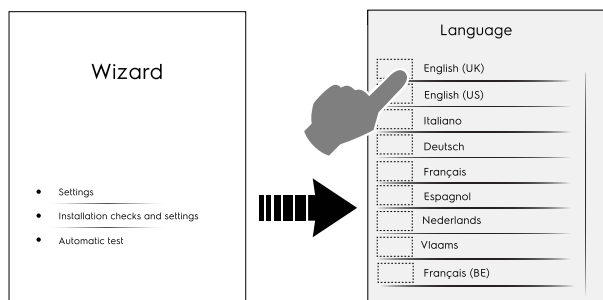 Wizard
Settings
Installation checks and settings
Automatic test
Language
English (UK)
English (US)
Italiano
Deutsch
Français
Espagnol
Nederlands
Vlaams
Français (BE)